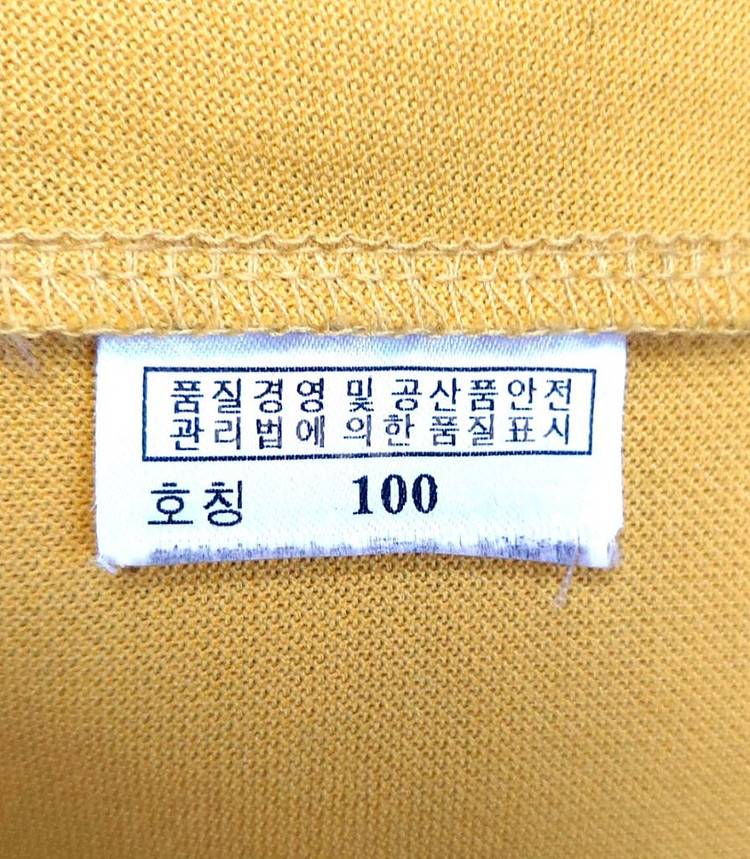 품질경영 및 공산품안전
관리법에 의한 품질표시
호칭 100